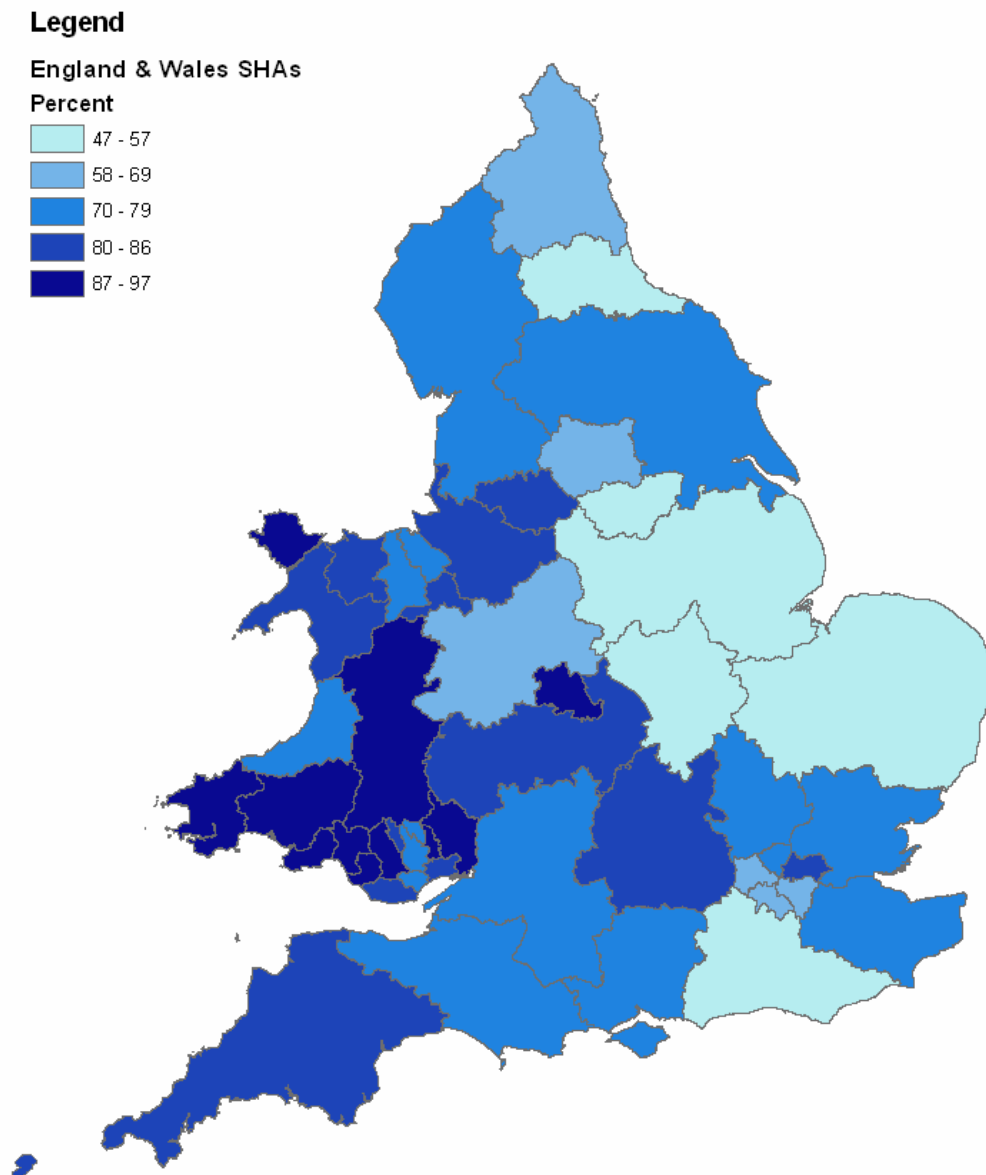 Legend
England & Wales SHAs
Percent
47 - 57
58 - 69
70 - 79
80 - 86
87 - 97